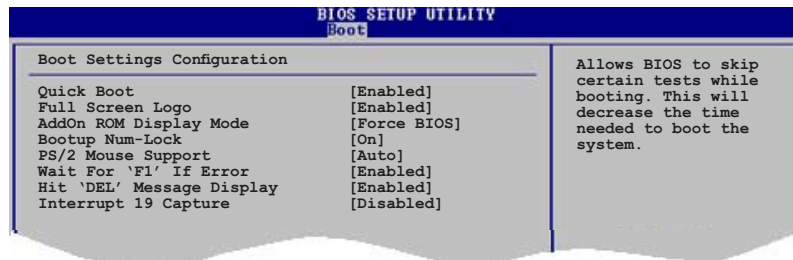 BIOS SETUP UTILITY
Boot
Boot Settings Configuration
Quick Boot [Enabled]
Full Screen Logo [Enabled]
AddOn ROM Display Mode [Force BIOS]
Bootup Num-Lock [On]
PS/2 Mouse Support [Auto]
Wait For ‘F1’ If Error [Enabled]
Hit ‘DEL’ Message Display [Enabled]
Interrupt 19 Capture [Disabled]
Allows BIOS to skip
certain tests while
booting. This will
decrease the time
needed to boot the
system.